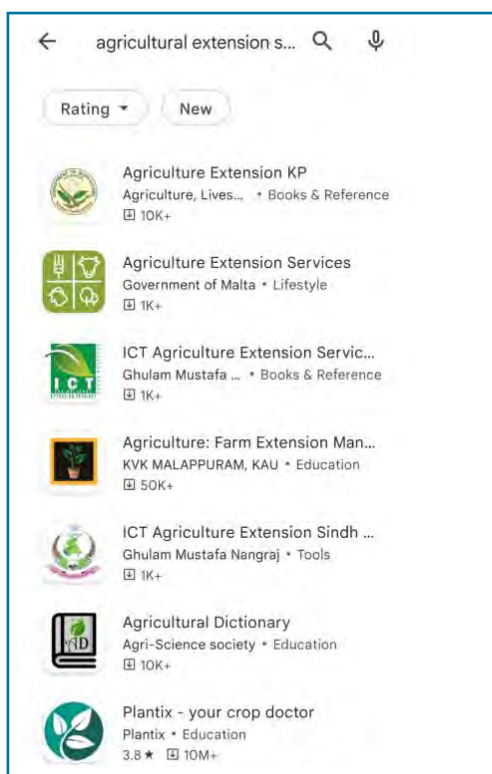 agricultural extension s...
Rating
New
Agriculture Extension KP
Agriculture, Lives... • Books & Reference
10K+
Agriculture Extension Services
Government of Malta • Lifestyle
1K+
ICT Agriculture Extension Servic...
Ghulam Mustafa ... • Books & Reference
ICT
1K+
Agriculture: Farm Extension Man...
KVK MALAPPURAM, KAU • Education
50K+
ICT Agriculture Extension Sindh ...
Ghulam Mustafa Nangraj • Tools
1K+
Agricultural Dictionary
AD
Agri-Science society • Education
10K+
Plantix - your crop doctor
Plantix • Education
3.8 ★ 10M+